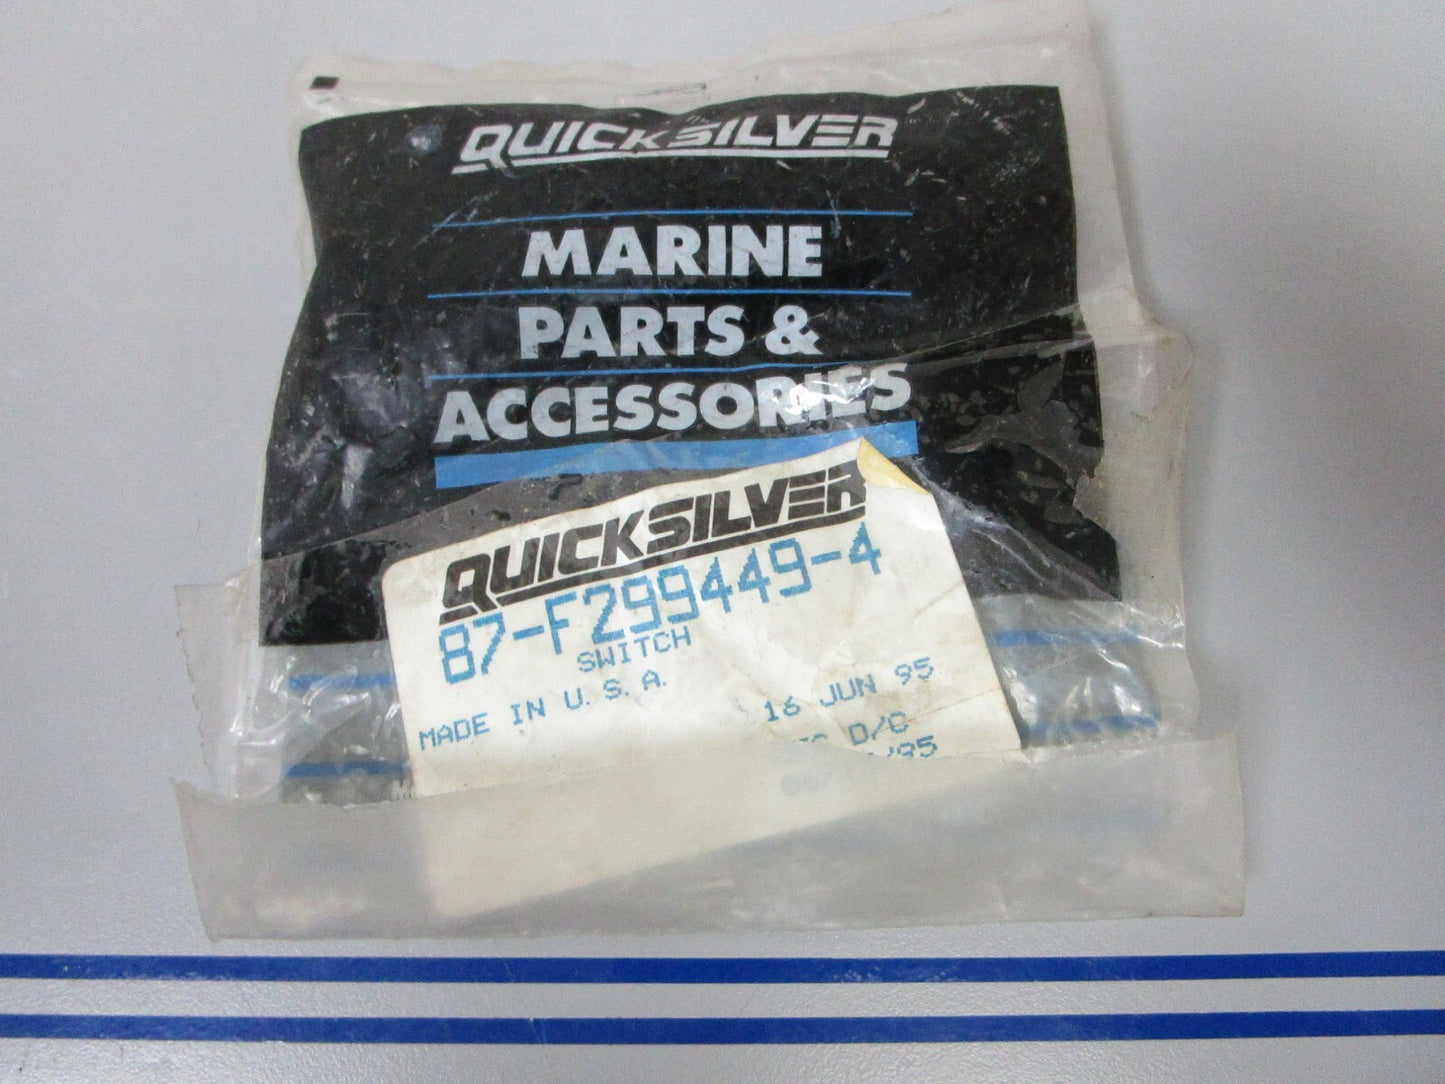 QUICKSILVER
MARINE
PARTS &
ACCESSORIES
QUICKSILVER
87-F299449-4
SWITCH
MADE IN U.S.A.
16 JUN 95
D/C